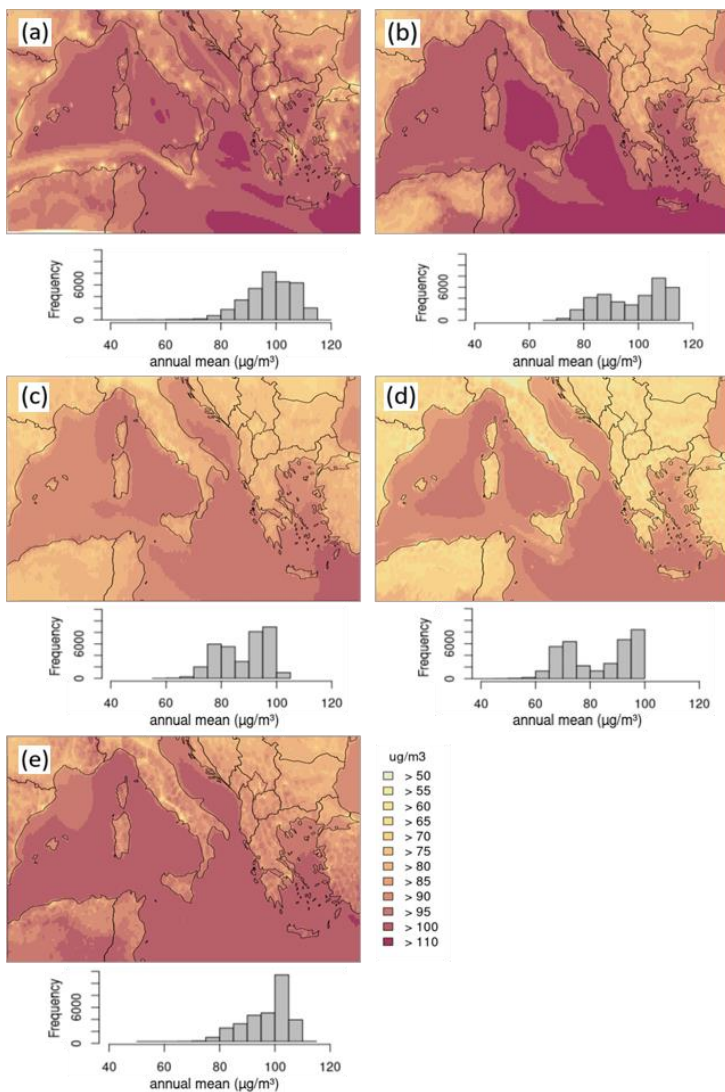 (a)
(b)
Frequency
0 6000
40 60 80 100 120
annual mean (µg/m³)
Frequency
0 6000
40 60 80 100 120
annual mean (µg/m³)
(c)
(d)
Frequency
0 6000
40 60 80 100 120
annual mean (µg/m³)
Frequency
0 6000
40 60 80 100 120
annual mean (µg/m³)
(e)
ug/m3
> 50
> 55
> 60
> 65
> 70
> 75
> 80
> 85
> 90
> 95
> 100
> 110
Frequency
0 6000
40 60 80 100 120
annual mean (µg/m³)